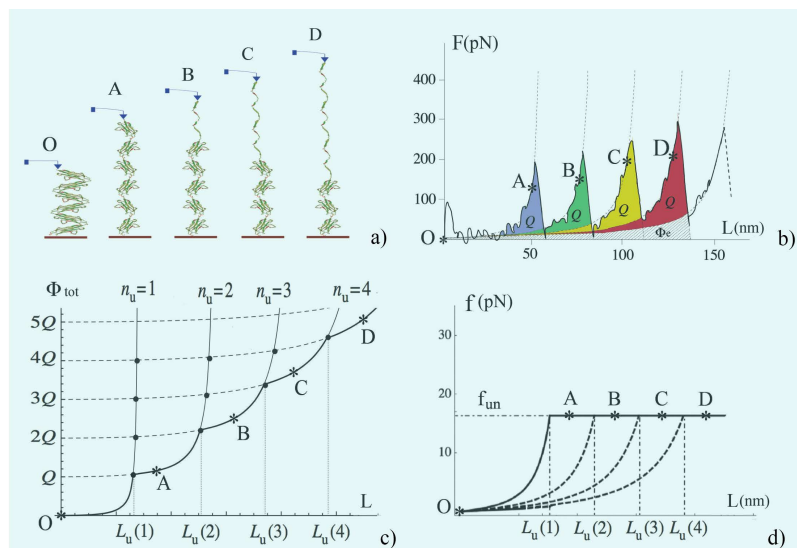 O A B C D
a)
F(pN)
400
300
200
100
O
A
B
C
D
Q Q Q Q
Φe
50 100 150
L(nm)
b)
Φtot
nu=1 nu=2 nu=3 nu=4
5Q
4Q
3Q
2Q
Q
O
A
B
C
D
L
Lu(1) Lu(2) Lu(3) Lu(4)
c)
f(pN)
30
20
10
fun
O
A B C D
L(nm)
Lu(1) Lu(2) Lu(3) Lu(4)
d)